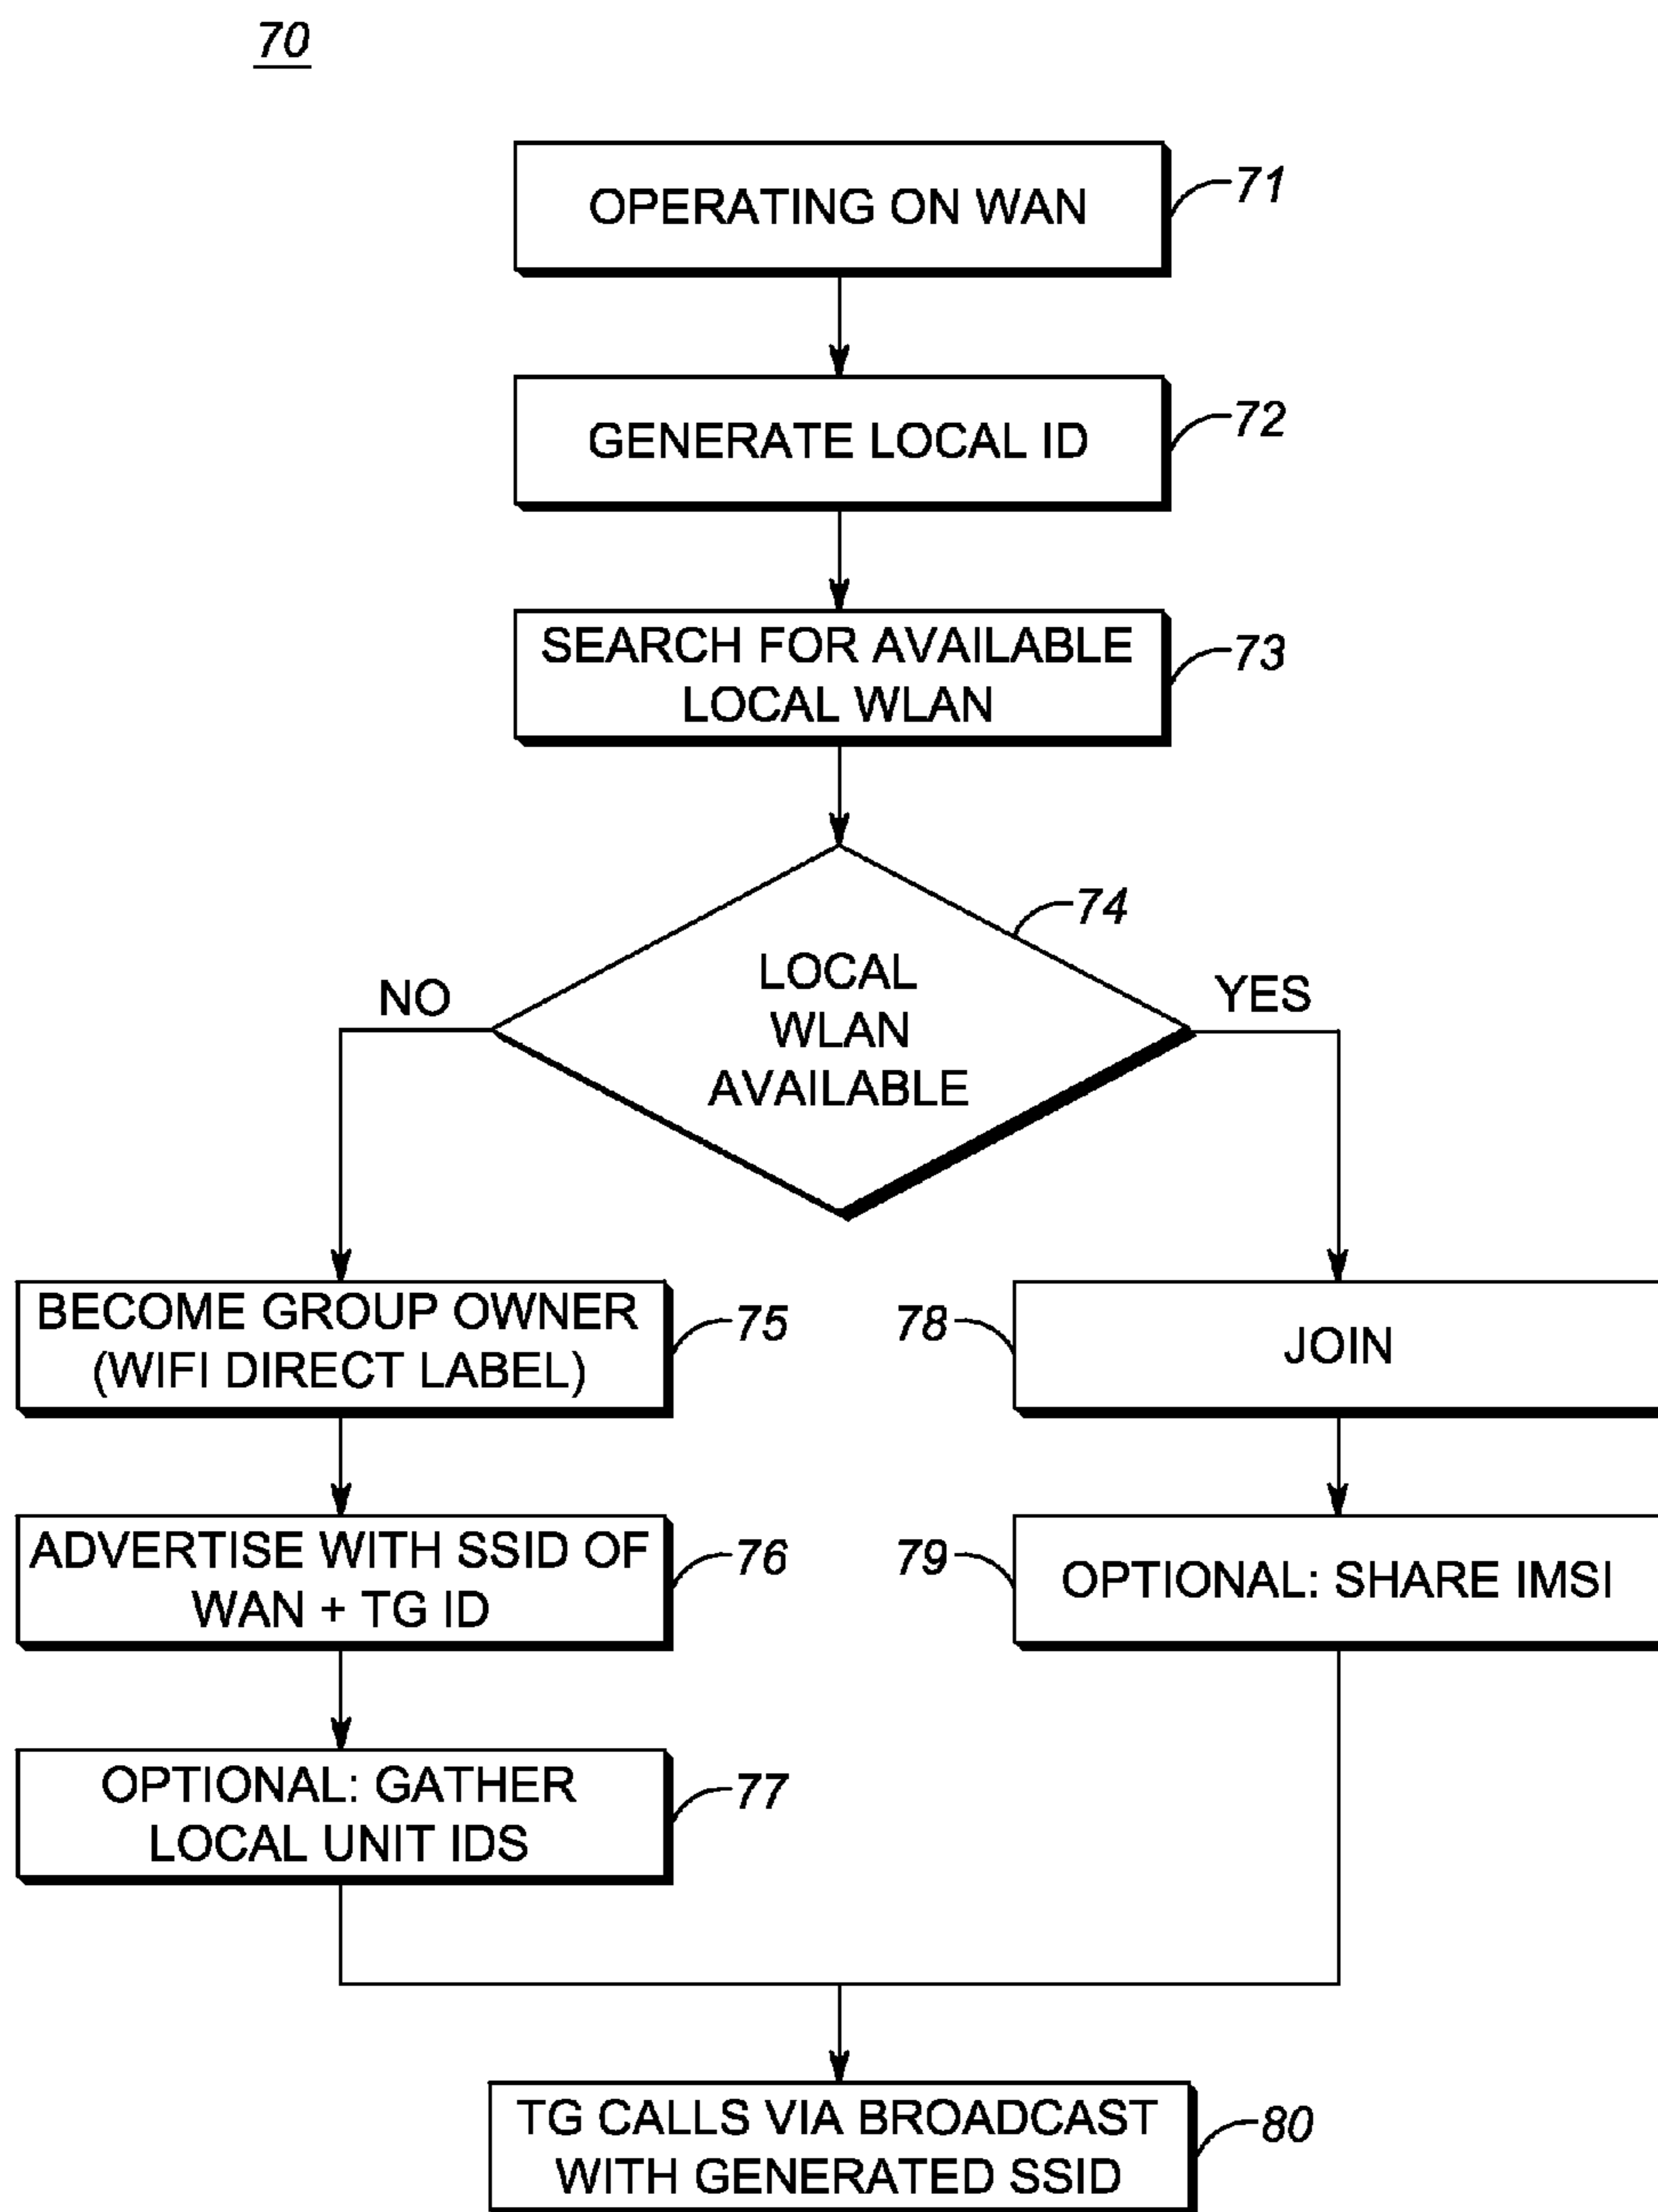 70
OPERATING ON WAN
71
GENERATE LOCAL ID
72
SEARCH FOR AVAILABLE
LOCAL WLAN
73
74
LOCAL
WLAN
AVAILABLE
NO
YES
BECOME GROUP OWNER
(WIFI DIRECT LABEL)
75
78
JOIN
ADVERTISE WITH SSID OF
WAN + TG ID
76
79
OPTIONAL: SHARE IMSI
OPTIONAL: GATHER
LOCAL UNIT IDS
77
TG CALLS VIA BROADCAST
WITH GENERATED SSID
80